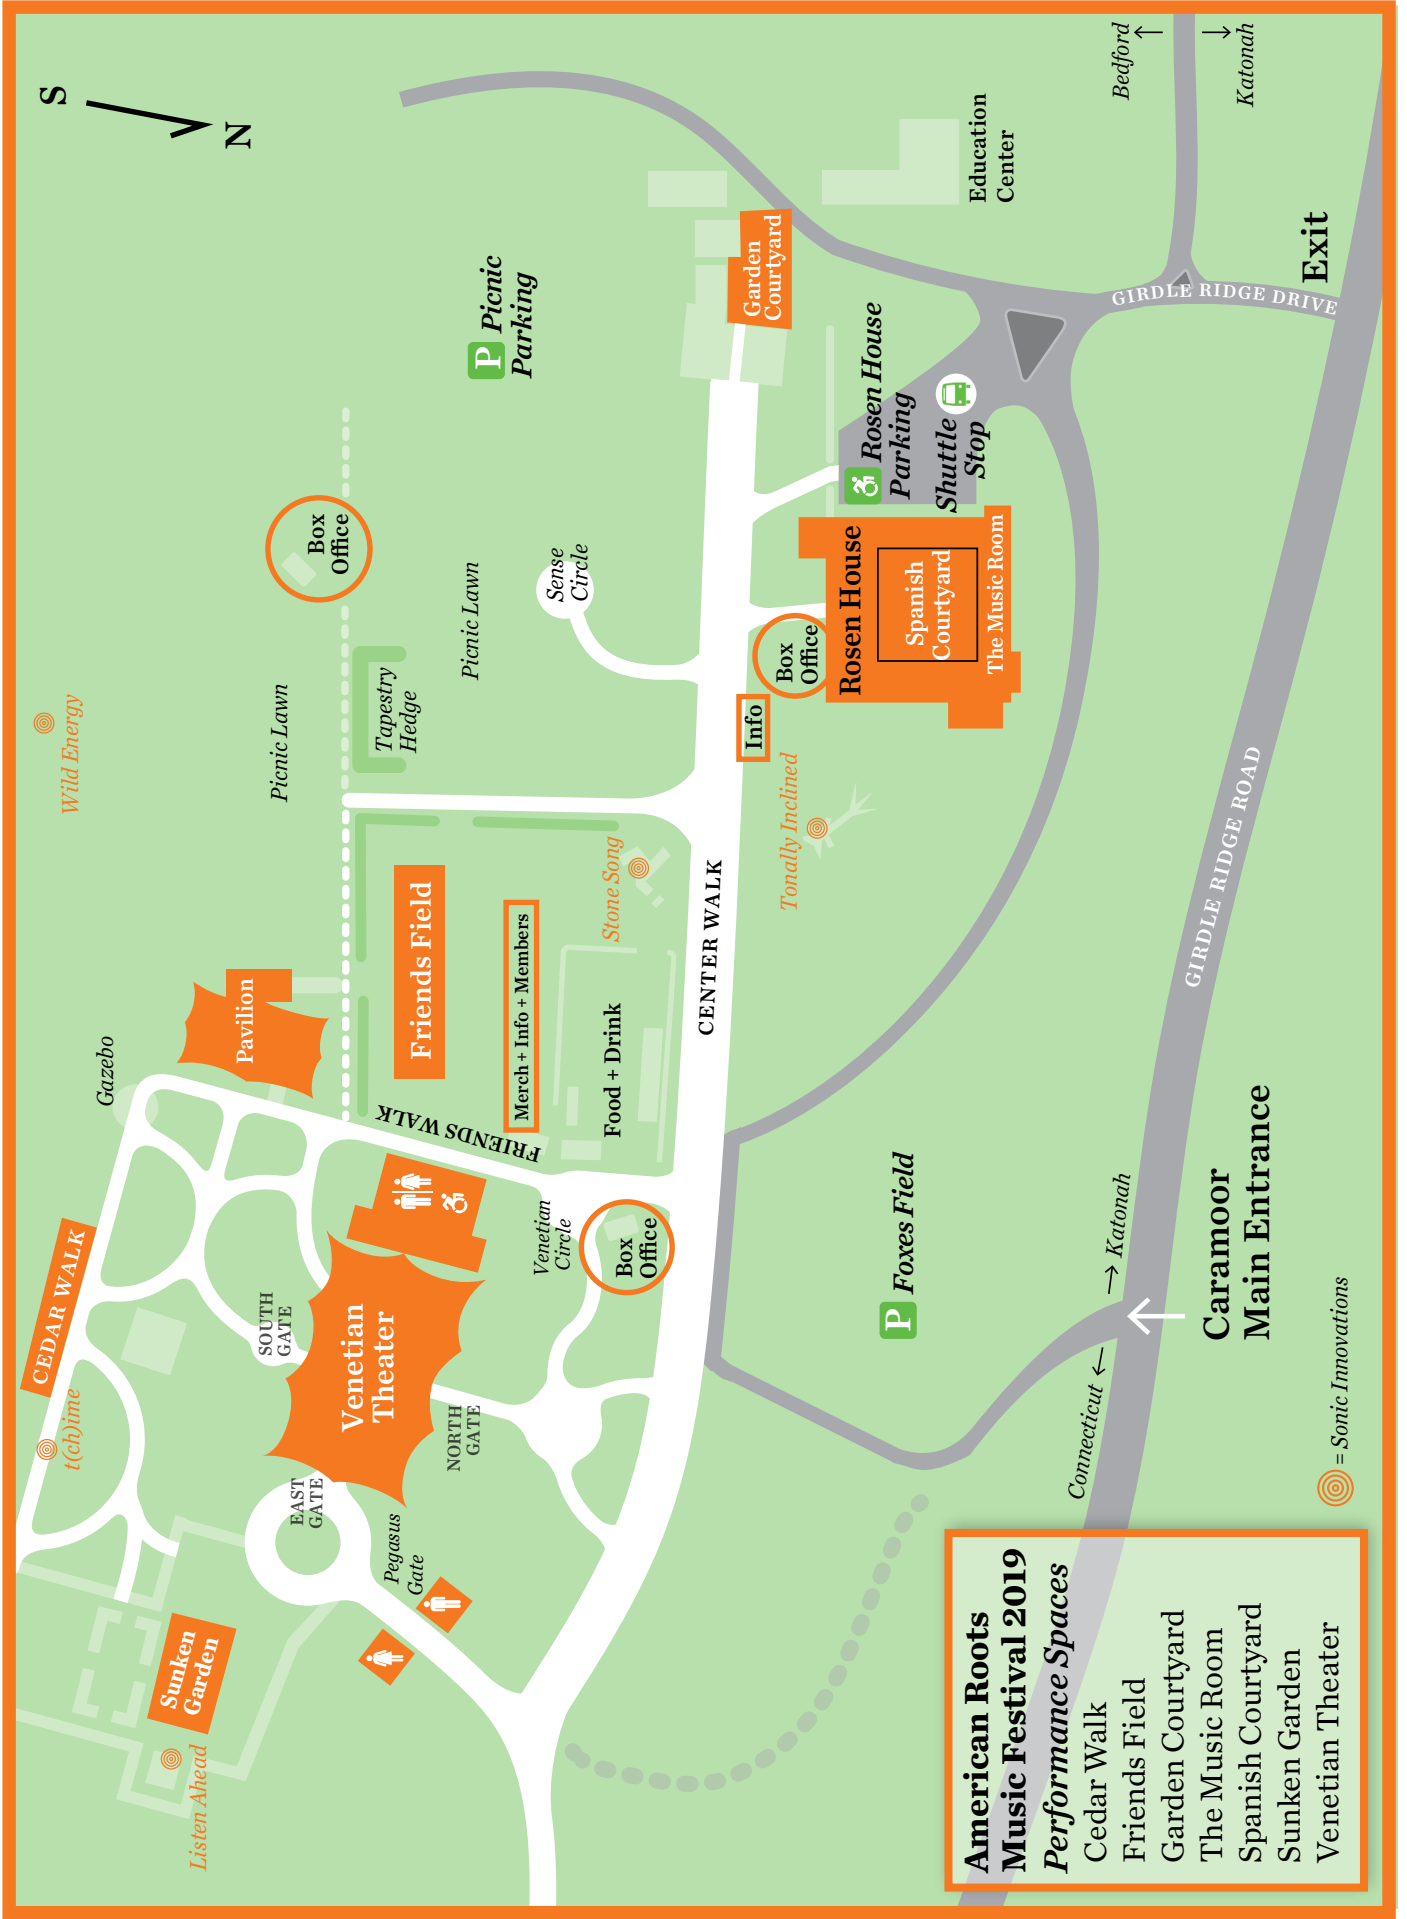 S
N
Wild Energy
Picnic Lawn
Box
Office
Picnic
Parking
P
Picnic Lawn
Tapestry
Hedge
Sense
Circle
Garden
Courtyard
Education
Center
Bedford
Katonah
Exit
GIRDLE RIDGE DRIVE
Rosen House
Parking
Shuttle
Stop
Rosen House
Spanish
Courtyard
The Music Room
Box
Office
Info
Tonally Inclined
Stone Song
CENTER WALK
GIRDLE RIDGE ROAD
Gazebo
Pavilion
Friends Field
Merch + Info + Members
Food + Drink
FRIENDS WALK
CEDAR WALK
t(ch)ime
SOUTH
GATE
Venetian
Theater
Venetian
Circle
Box
Office
NORTH
GATE
EAST
GATE
Pegasus
Gate
Sunken
Garden
Listen Ahead
P
Foxes Field
Katonah
Connecticut
Caramoor
Main Entrance
= Sonic Innovations
American Roots
Music Festival 2019
Performance Spaces
Cedar Walk
Friends Field
Garden Courtyard
The Music Room
Spanish Courtyard
Sunken Garden
Venetian Theater